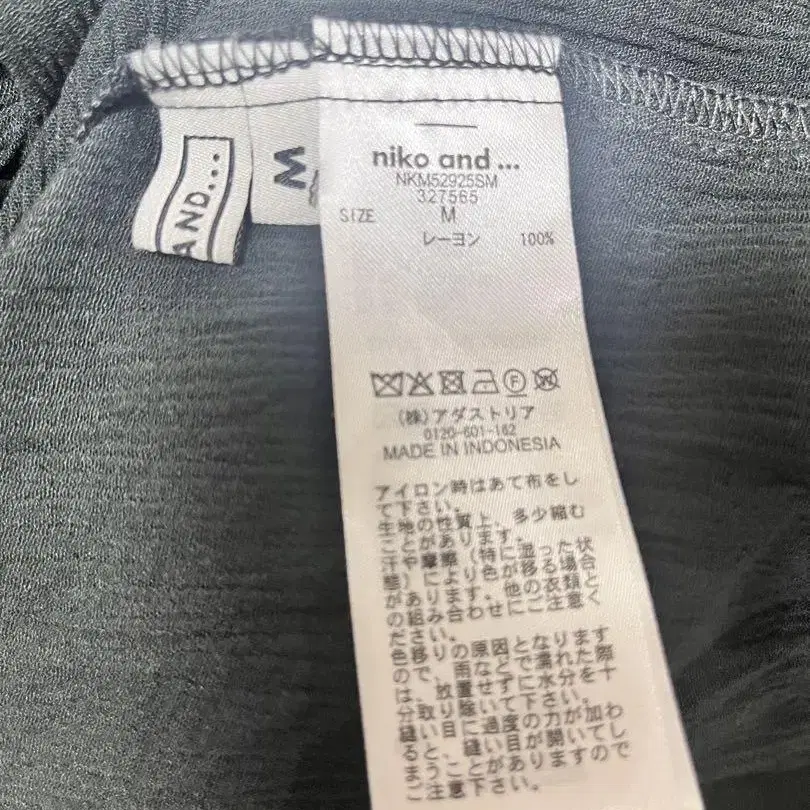 AND...
M
niko and ...
NKM52925SM
327565
SIZE M
レーヨン 100%
(株)アダストリア
0120-601-162
MADE IN INDONESIA
アイロン時はあて布をし
て下さい。
生地の性質上、多少縮む
ことがあります。
汗や摩擦(特に湿った状
態)により色が移る場合
があります。他の衣類と
の組み合わせにご注意く
ださい。
色移りの原因となります
ので、雨などで濡れた際
は、放置せずに水分を十
分取り除いて下さい。
縫い目に過度の力が加わ
ると、縫い目が開いてし
まうことがありますので
ご注意下さい。